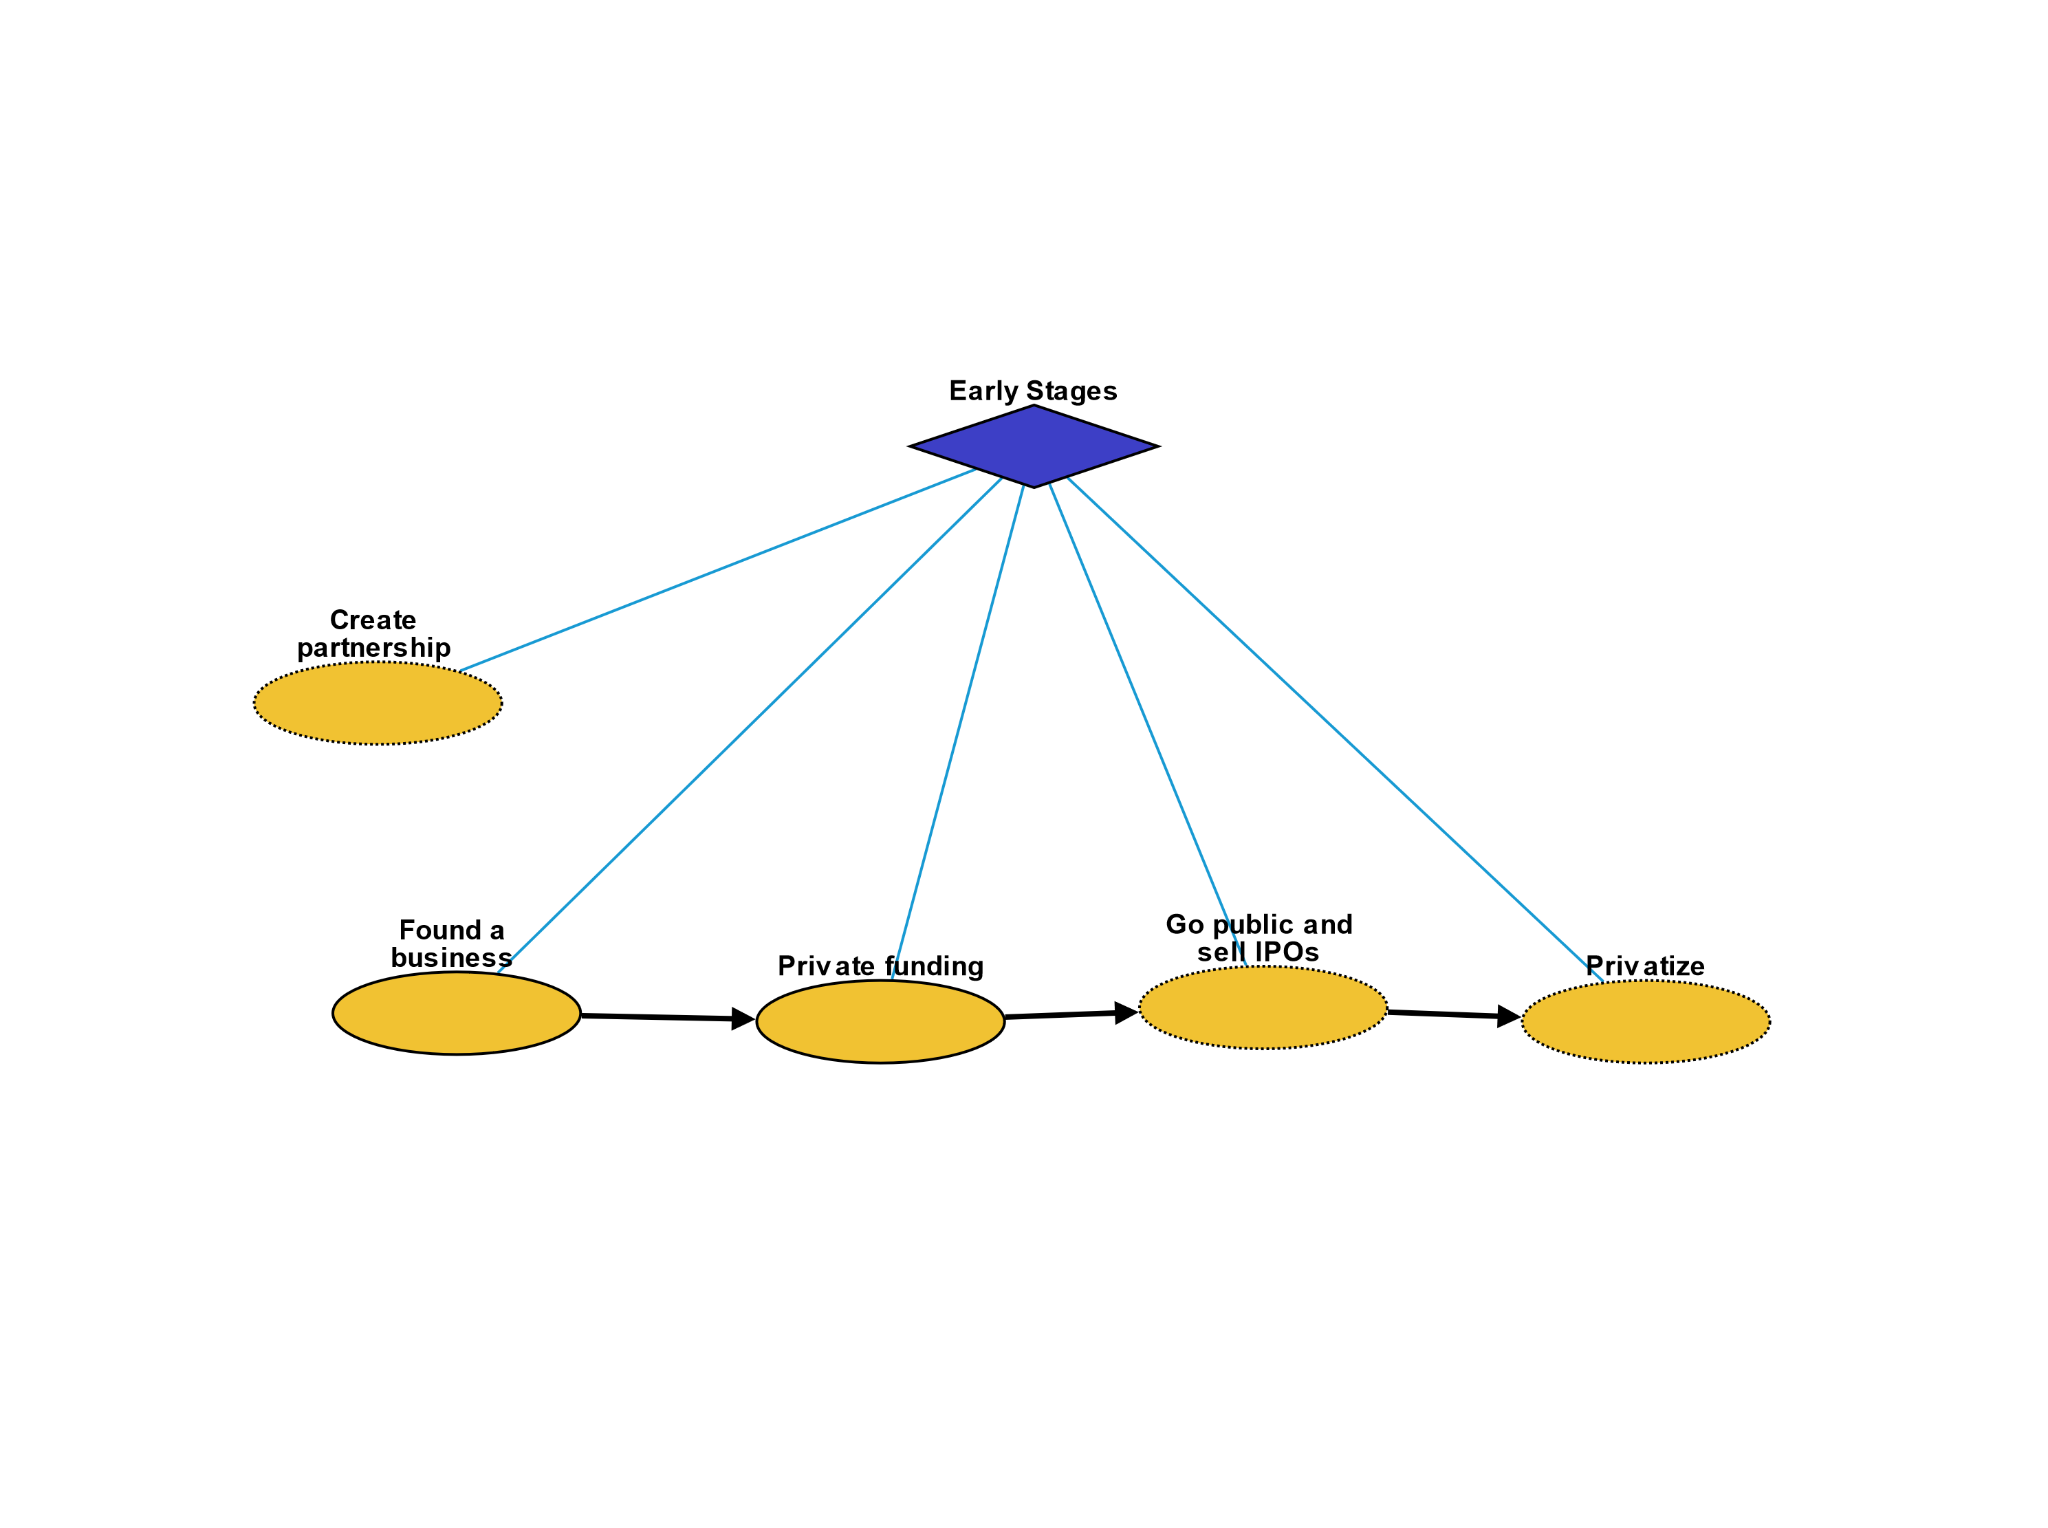 Early Stages
Create
partnership
Found a
business
Private funding
Go public and
sell IPOs
Privatize